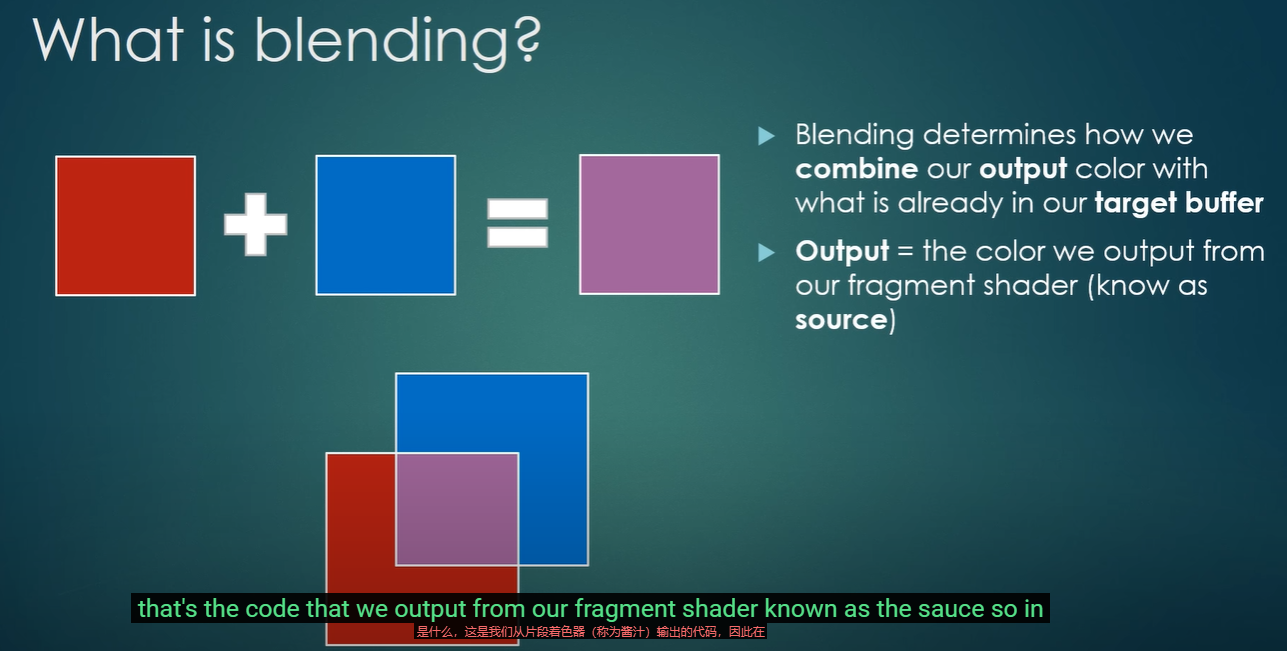 What is blending?
Blending determines how we
combine our output color with
what is already in our target buffer
Output = the color we output from
our fragment shader (know as
source)
that's the code that we output from our fragment shader known as the sauce so in
是什么，这是我们从片段着色器（称为酱汁）输出的代码，因此在